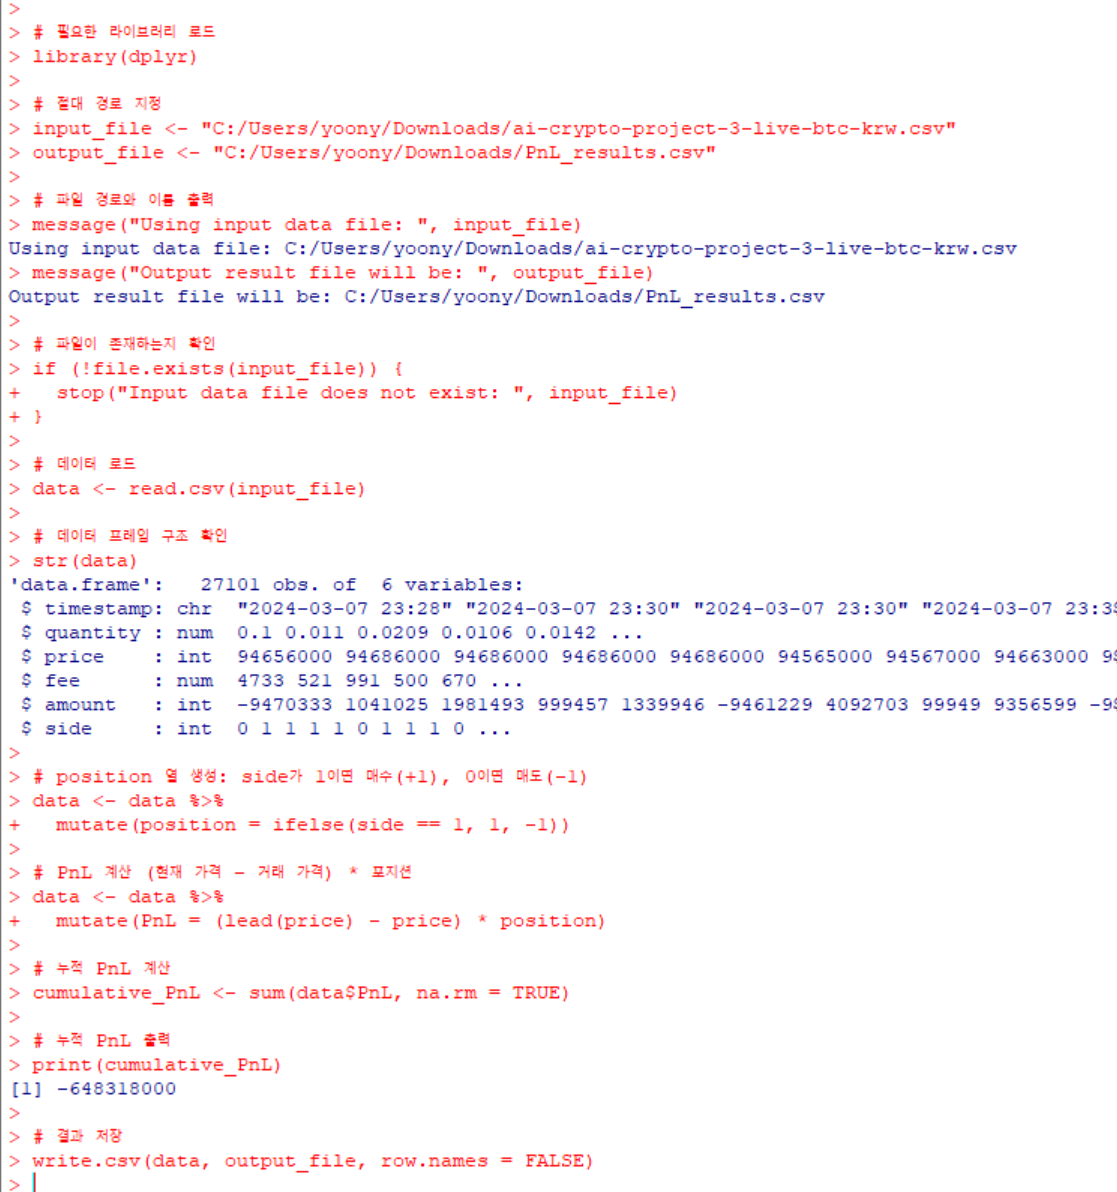 >
> # 필요한 라이브러리 로드
> library(dplyr)
>
> # 절대 경로 지정
> input_file <- "C:/Users/yoony/Downloads/ai-crypto-project-3-live-btc-krw.csv"
> output_file <- "C:/Users/yoony/Downloads/PnL_results.csv"
>
> # 파일 경로와 이름 출력
> message("Using input data file: ", input_file)
Using input data file: C:/Users/yoony/Downloads/ai-crypto-project-3-live-btc-krw.csv
> message("Output result file will be: ", output_file)
Output result file will be: C:/Users/yoony/Downloads/PnL_results.csv
>
> # 파일이 존재하는지 확인
> if (!file.exists(input_file)) {
+   stop("Input data file does not exist: ", input_file)
+ }
>
> # 데이터 로드
> data <- read.csv(input_file)
>
> # 데이터 프레임 구조 확인
> str(data)
'data.frame':   27101 obs. of  6 variables:
 $ timestamp: chr  "2024-03-07 23:28" "2024-03-07 23:30" "2024-03-07 23:30" "2024-03-07 23:3$
 $ quantity : num  0.1 0.011 0.0209 0.0106 0.0142 ...
 $ price    : int  94656000 94686000 94686000 94686000 94686000 94565000 94567000 94663000 9$
 $ fee      : num  4733 521 991 500 670 ...
 $ amount   : int  -9470333 1041025 1981493 999457 1339946 -9461229 4092703 99949 9356599 -9$
 $ side     : int  0 1 1 1 1 0 1 1 1 0 ...
>
> # position 열 생성: side가 1이면 매수(+1), 0이면 매도(-1)
> data <- data %>%
+   mutate(position = ifelse(side == 1, 1, -1))
>
> # PnL 계산 (현재 가격 - 거래 가격) * 포지션
> data <- data %>%
+   mutate(PnL = (lead(price) - price) * position)
>
> # 누적 PnL 계산
> cumulative_PnL <- sum(data$PnL, na.rm = TRUE)
>
> # 누적 PnL 출력
> print(cumulative_PnL)
[1] -648318000
>
> # 결과 저장
> write.csv(data, output_file, row.names = FALSE)
>